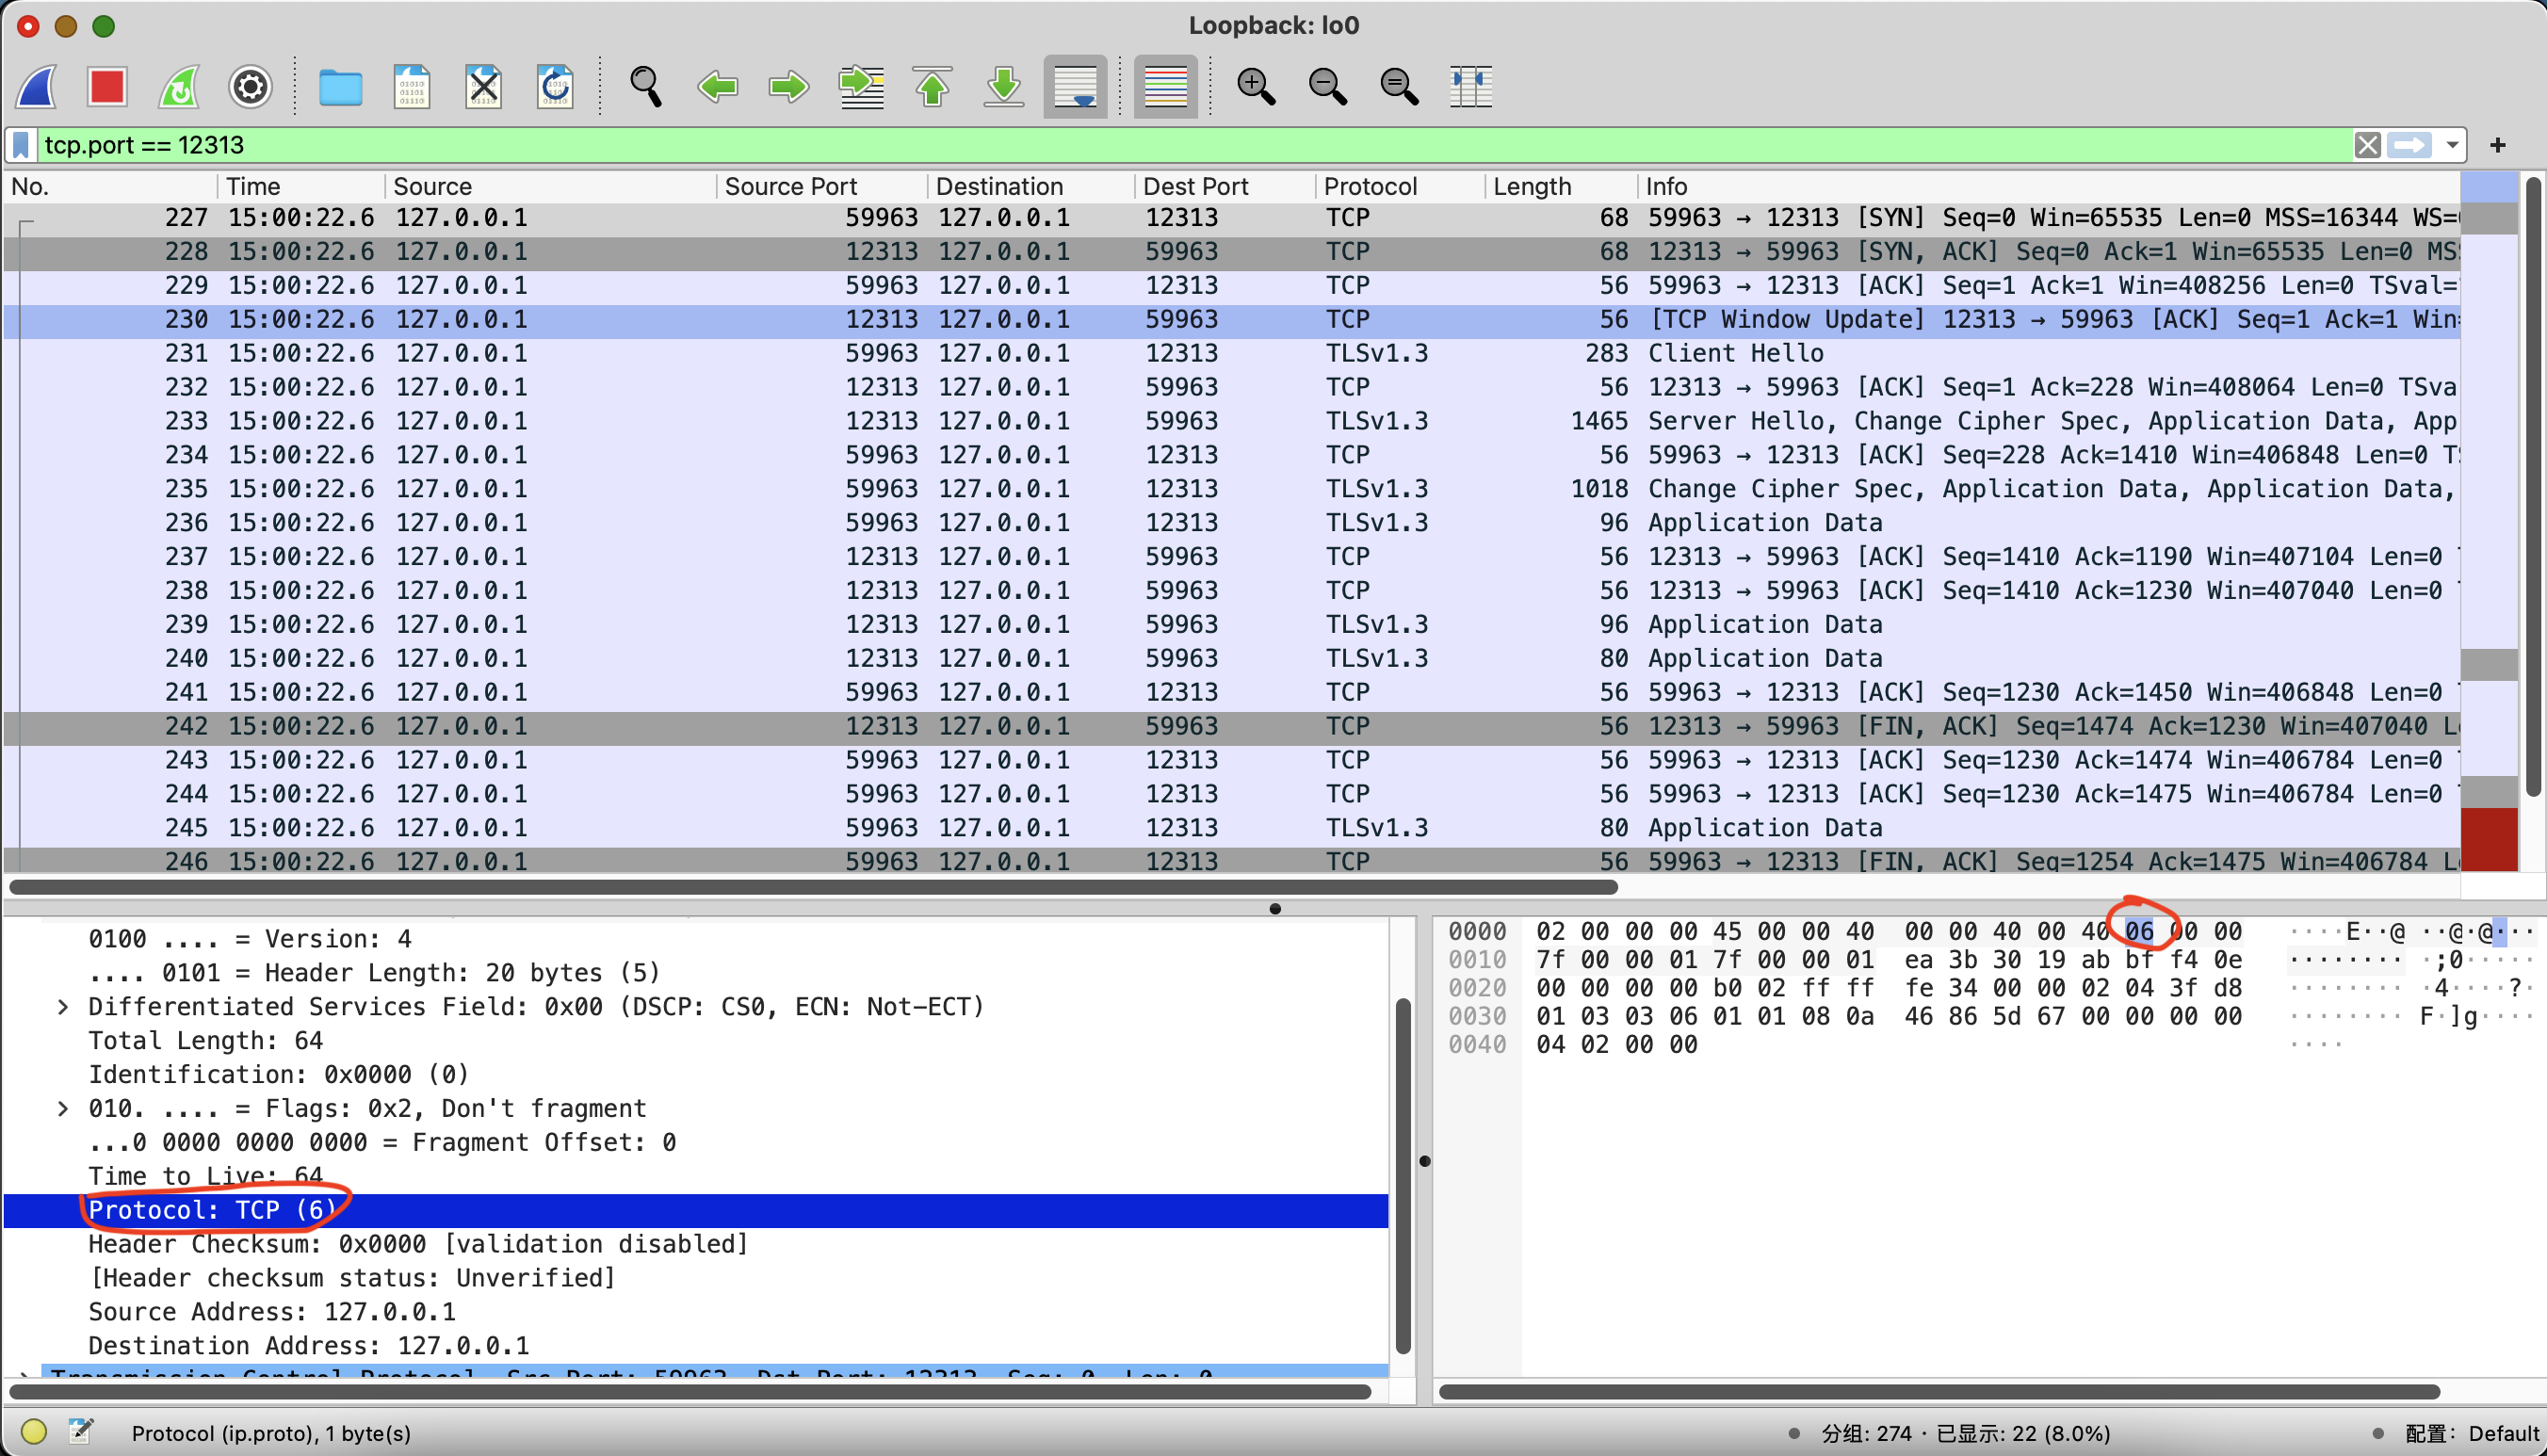 Loopback: lo0
tcp.port == 12313
No. Time Source Source Port Destination Dest Port Protocol Length Info
227 15:00:22.6 127.0.0.1 59963 127.0.0.1 12313 TCP 68 59963 → 12313 [SYN] Seq=0 Win=65535 Len=0 MSS=16344 WS=
228 15:00:22.6 127.0.0.1 12313 127.0.0.1 59963 TCP 68 12313 → 59963 [SYN, ACK] Seq=0 Ack=1 Win=65535 Len=0 MS
229 15:00:22.6 127.0.0.1 59963 127.0.0.1 12313 TCP 56 59963 → 12313 [ACK] Seq=1 Ack=1 Win=408256 Len=0 TSval=
230 15:00:22.6 127.0.0.1 12313 127.0.0.1 59963 TCP 56 [TCP Window Update] 12313 → 59963 [ACK] Seq=1 Ack=1 Win=
231 15:00:22.6 127.0.0.1 59963 127.0.0.1 12313 TLSv1.3 283 Client Hello
232 15:00:22.6 127.0.0.1 12313 127.0.0.1 59963 TCP 56 12313 → 59963 [ACK] Seq=1 Ack=228 Win=408064 Len=0 TSva
233 15:00:22.6 127.0.0.1 12313 127.0.0.1 59963 TLSv1.3 1465 Server Hello, Change Cipher Spec, Application Data, App
234 15:00:22.6 127.0.0.1 59963 127.0.0.1 12313 TCP 56 59963 → 12313 [ACK] Seq=228 Ack=1410 Win=406848 Len=0 T
235 15:00:22.6 127.0.0.1 59963 127.0.0.1 12313 TLSv1.3 1018 Change Cipher Spec, Application Data, Application Data,
236 15:00:22.6 127.0.0.1 59963 127.0.0.1 12313 TLSv1.3 96 Application Data
237 15:00:22.6 127.0.0.1 12313 127.0.0.1 59963 TCP 56 12313 → 59963 [ACK] Seq=1410 Ack=1190 Win=407104 Len=0
238 15:00:22.6 127.0.0.1 12313 127.0.0.1 59963 TCP 56 12313 → 59963 [ACK] Seq=1410 Ack=1230 Win=407040 Len=0
239 15:00:22.6 127.0.0.1 12313 127.0.0.1 59963 TLSv1.3 96 Application Data
240 15:00:22.6 127.0.0.1 12313 127.0.0.1 59963 TLSv1.3 80 Application Data
241 15:00:22.6 127.0.0.1 59963 127.0.0.1 12313 TCP 56 59963 → 12313 [ACK] Seq=1230 Ack=1450 Win=406848 Len=0
242 15:00:22.6 127.0.0.1 12313 127.0.0.1 59963 TCP 56 12313 → 59963 [FIN, ACK] Seq=1474 Ack=1230 Win=407040 L
243 15:00:22.6 127.0.0.1 59963 127.0.0.1 12313 TCP 56 59963 → 12313 [ACK] Seq=1230 Ack=1474 Win=406784 Len=0
244 15:00:22.6 127.0.0.1 59963 127.0.0.1 12313 TCP 56 59963 → 12313 [ACK] Seq=1230 Ack=1475 Win=406784 Len=0
245 15:00:22.6 127.0.0.1 59963 127.0.0.1 12313 TLSv1.3 80 Application Data
246 15:00:22.6 127.0.0.1 59963 127.0.0.1 12313 TCP 56 59963 → 12313 [FIN, ACK] Seq=1254 Ack=1475 Win=406784 L
0100 .... = Version: 4
.... 0101 = Header Length: 20 bytes (5)
> Differentiated Services Field: 0x00 (DSCP: CS0, ECN: Not-ECT)
Total Length: 64
Identification: 0x0000 (0)
> 010. .... = Flags: 0x2, Don't fragment
...0 0000 0000 0000 = Fragment Offset: 0
Time to Live: 64
Protocol: TCP (6)
Header Checksum: 0x0000 [validation disabled]
[Header checksum status: Unverified]
Source Address: 127.0.0.1
Destination Address: 127.0.0.1
Transmission Control Protocol, Src Port: 59963, Dst Port: 12313, Seq: 0, Len: 0
0000 02 00 00 00 45 00 00 40 00 00 40 00 40 06 00 00 ····E··@ ··@·@···
0010 7f 00 00 01 7f 00 00 01 ea 3b 30 19 ab bf f4 0e ········ ·;0·····
0020 00 00 00 00 b0 02 ff ff fe 34 00 00 02 04 3f d8 ········ ·4····?·
0030 01 03 03 06 01 01 08 0a 46 86 5d 67 00 00 00 00 ········ F·]g····
0040 04 02 00 00 ····
Protocol (ip.proto), 1 byte(s)
分组: 274 · 已显示: 22 (8.0%)
配置: Default